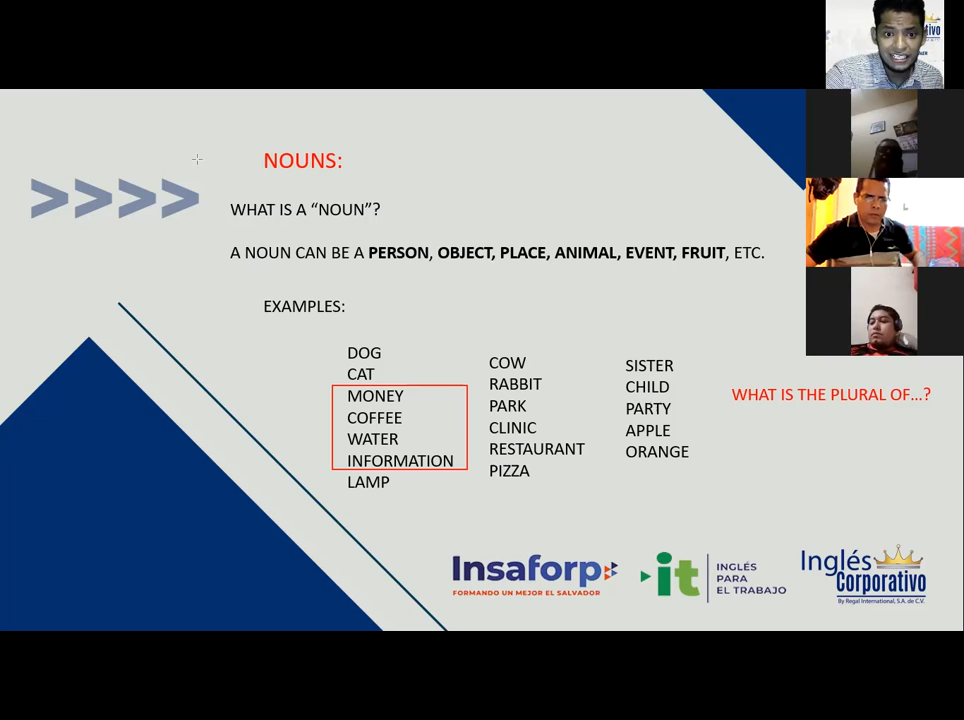 NOUNS:
>>>>
WHAT IS A “NOUN”?
A NOUN CAN BE A PERSON, OBJECT, PLACE, ANIMAL, EVENT, FRUIT, ETC.
EXAMPLES:
DOG
CAT
MONEY
COFFEE
WATER
INFORMATION
LAMP
COW
RABBIT
PARK
CLINIC
RESTAURANT
PIZZA
SISTER
CHILD
PARTY
APPLE
ORANGE
WHAT IS THE PLURAL OF...?
Insaforp
FORMANDO UN MEJOR EL SALVADOR
it
INGLÉS
PARA
EL TRABAJO
Inglés
Corporativo
By Regal International, S.A. de C.V.